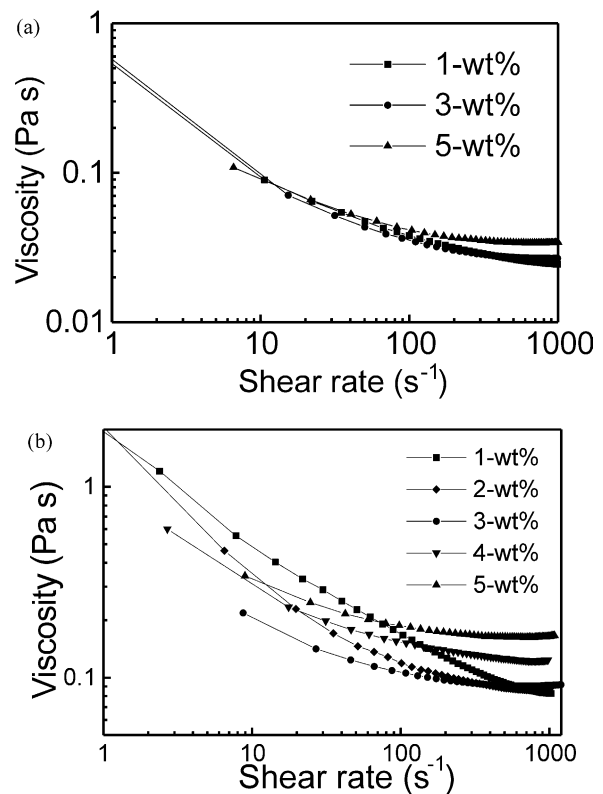 (a)
1
1-wt%
3-wt%
5-wt%
0.1
0.01
Viscosity (Pa s)
1 10 100 1000
Shear rate (s⁻¹)
(b)
1-wt%
2-wt%
3-wt%
4-wt%
5-wt%
1
0.1
Viscosity (Pa s)
1 10 100 1000
Shear rate (s⁻¹)